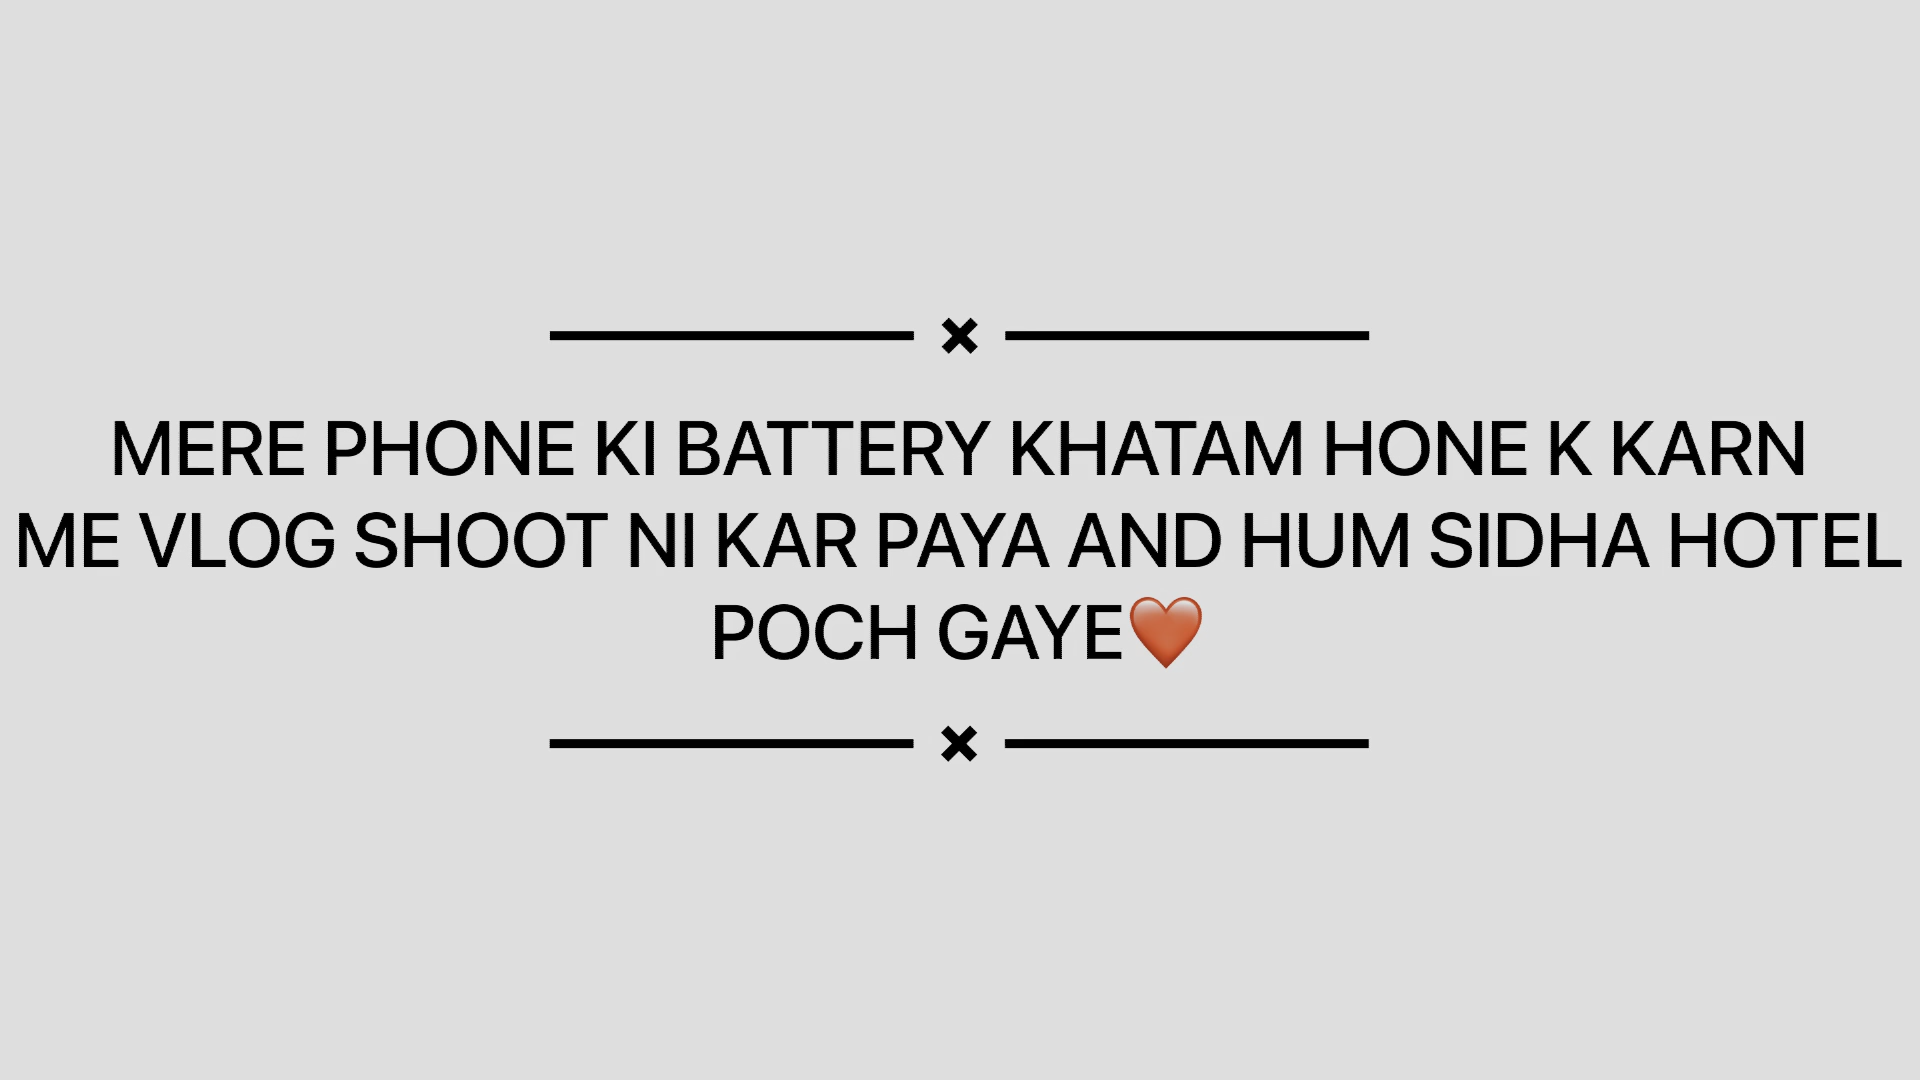 MERE PHONE KI BATTERY KHATAM HONE K KARN
ME VLOG SHOOT NI KAR PAYA AND HUM SIDHA HOTEL
POCH GAYE❤️